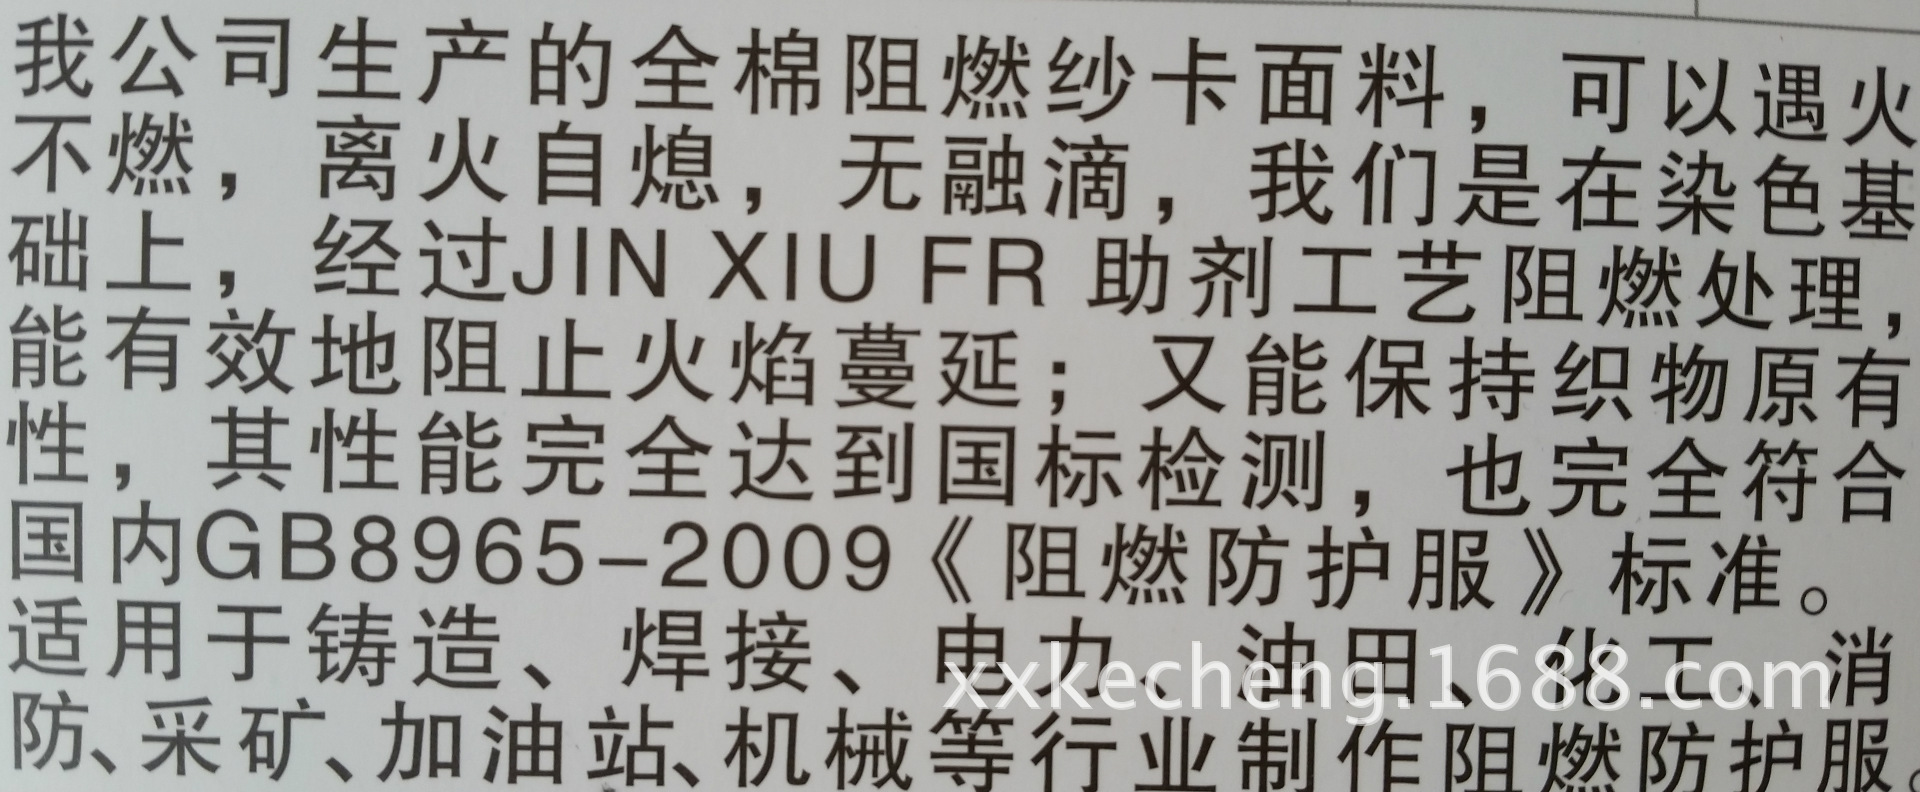 我公司生产的全棉阻燃纱卡面料，可以遇火
不燃，离火自熄，无融滴，我们是在染色基
础上，经过JIN XIU FR 助剂工艺阻燃处理，
能有效地阻止火焰蔓延；又能保持织物原有
性，其性能完全达到国标检测，也完全符合
国内GB8965-2009《阻燃防护服》标准。
适用于铸造、焊接、电力、油田、化工、消
防、采矿、加油站、机械等行业制作阻燃防护服。
xxkecheng.1688.com